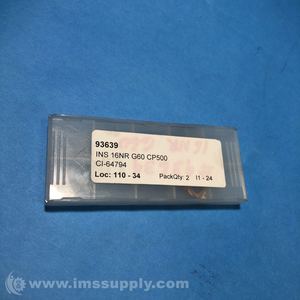 93639
INS 16NR G60 CP500
CI-64794
Loc: 110 - 34 PackQty: 2 I1 - 24
© www.imssupply.com